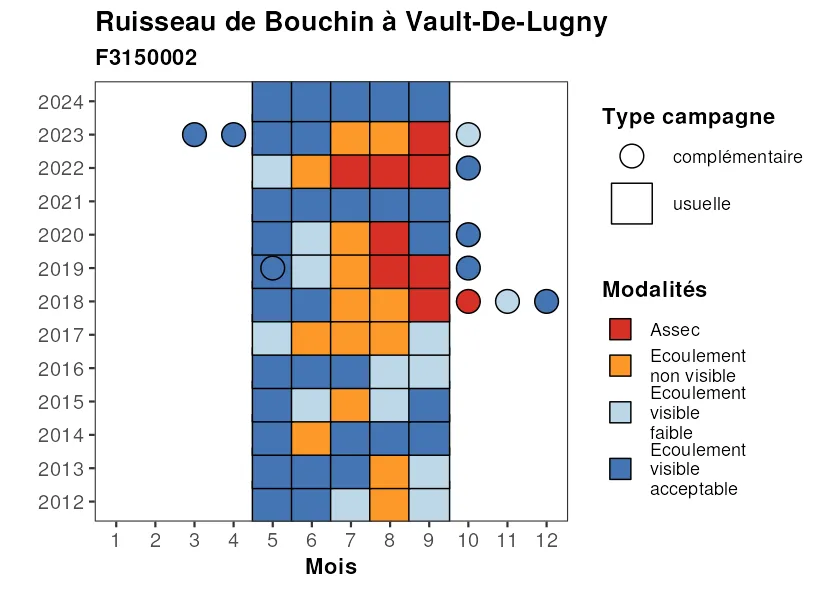 Ruisseau de Bouchin à Vault-De-Lugny
F3150002
2024
2023
2022
2021
2020
2019
2018
2017
2016
2015
2014
2013
2012
1 2 3 4 5 6 7 8 9 10 11 12
Mois
Type campagne
complémentaire
usuelle
Modalités
Assec
Ecoulement
non visible
Ecoulement
visible
faible
Ecoulement
visible
acceptable